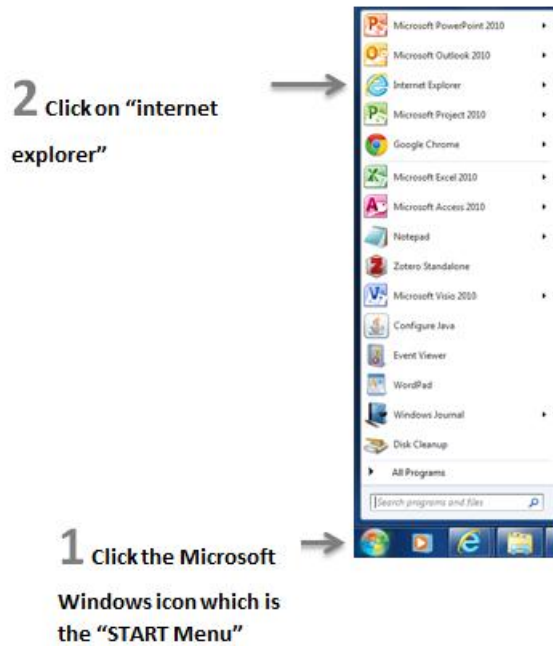 2 Click on “internet
explorer”
Microsoft PowerPoint 2010
Microsoft Outlook 2010
Internet Explorer
Microsoft Project 2010
Google Chrome
Microsoft Excel 2010
Microsoft Access 2010
Notepad
Zotero Standalone
Microsoft Visio 2010
Configure Java
Event Viewer
WordPad
Windows Journal
Disk Cleanup
All Programs
Search programs and files
1 Click the Microsoft
Windows icon which is
the “START Menu”